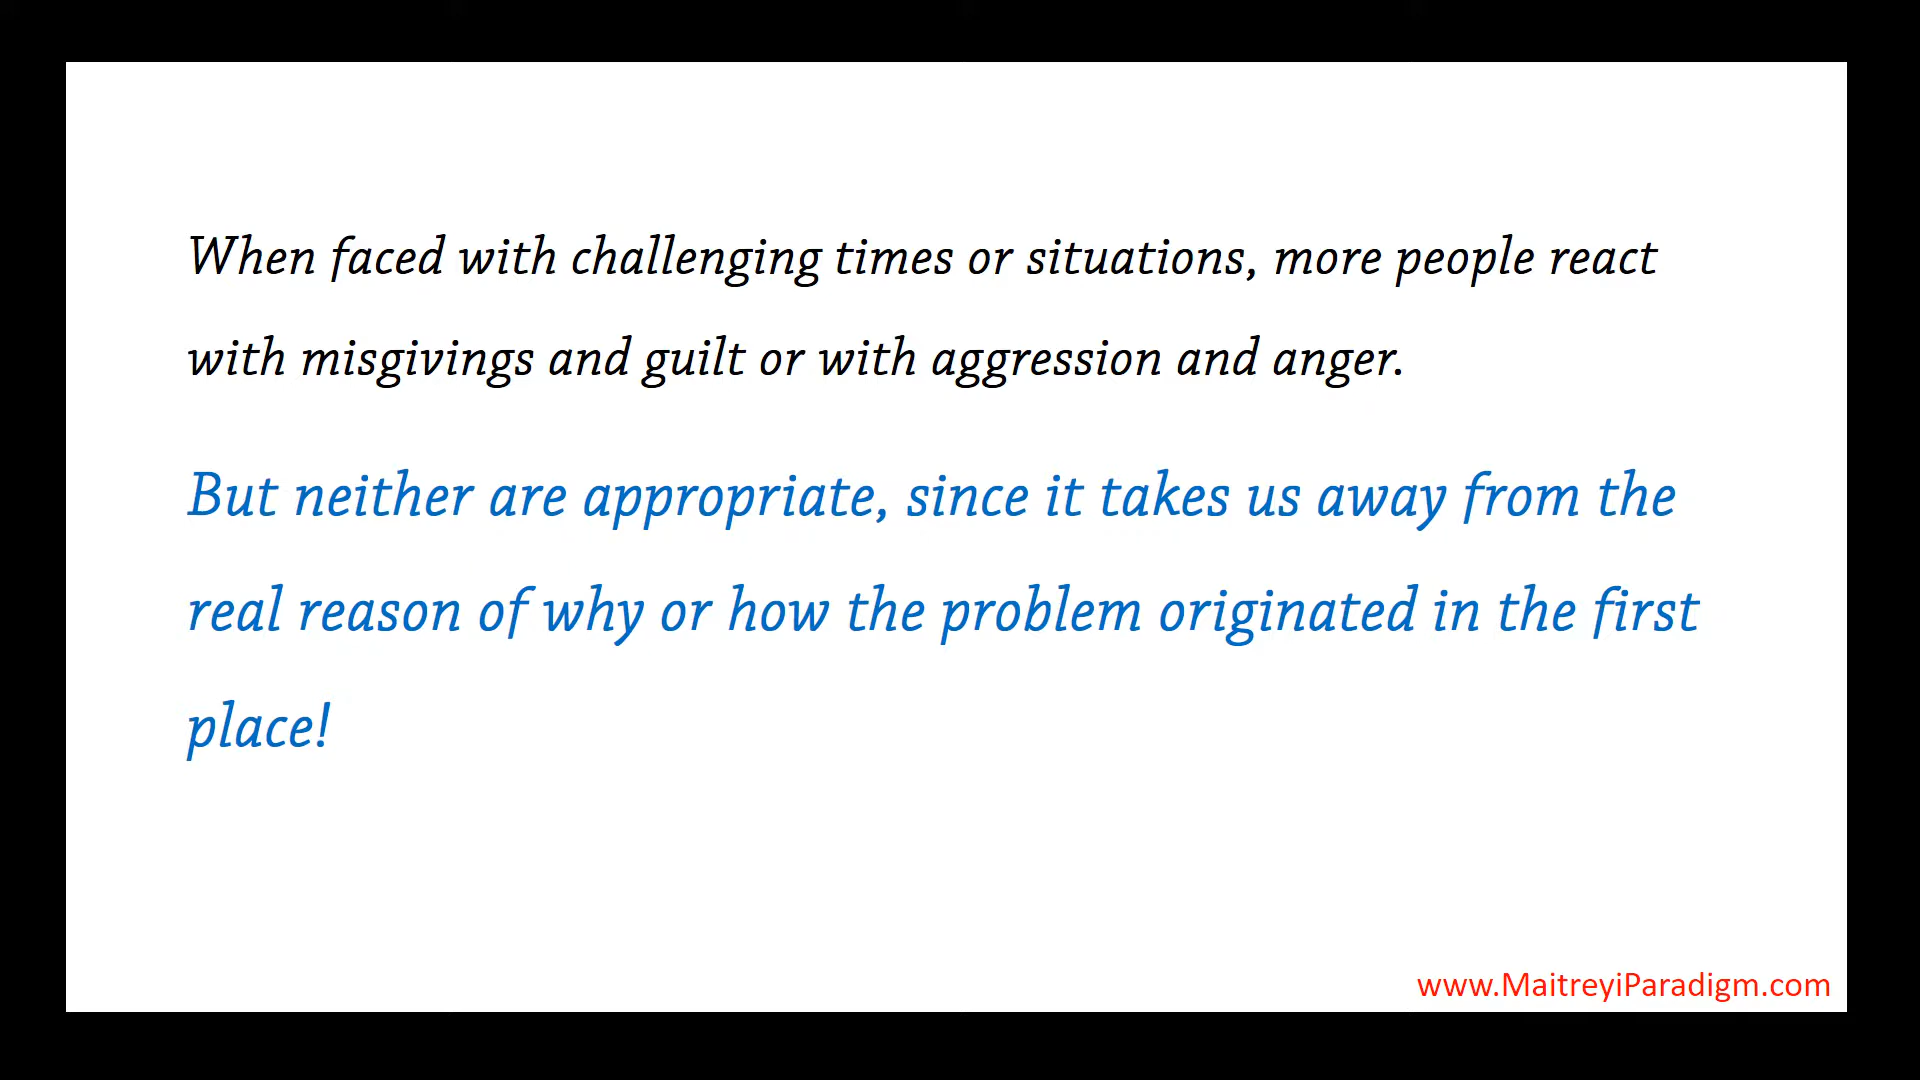 When faced with challenging times or situations, more people react
with misgivings and guilt or with aggression and anger.
But neither are appropriate, since it takes us away from the
real reason of why or how the problem originated in the first
place!
www.MaitreyiParadigm.com